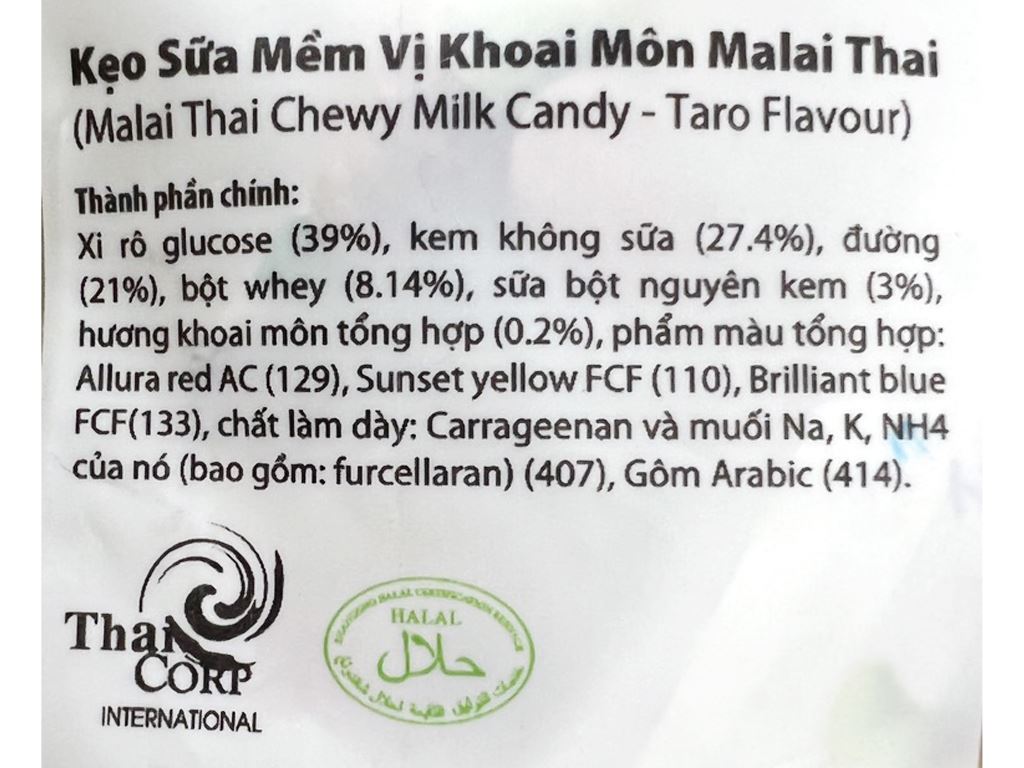 Kẹo Sữa Mềm Vị Khoai Môn Malai Thai
(Malai Thai Chewy Milk Candy - Taro Flavour)
Thành phần chính:
Xi rô glucose (39%), kem không sữa (27.4%), đường
(21%), bột whey (8.14%), sữa bột nguyên kem (3%),
hương khoai môn tổng hợp (0.2%), phẩm màu tổng hợp:
Allura red AC (129), Sunset yellow FCF (110), Brilliant blue
FCF(133), chất làm dày: Carrageenan và muối Na, K, NH4
của nó (bao gồm: furcellaran) (407), Gôm Arabic (414).
Thai
CORP
INTERNATIONAL
HALAL CERTIFICATION
HALAL
حلال